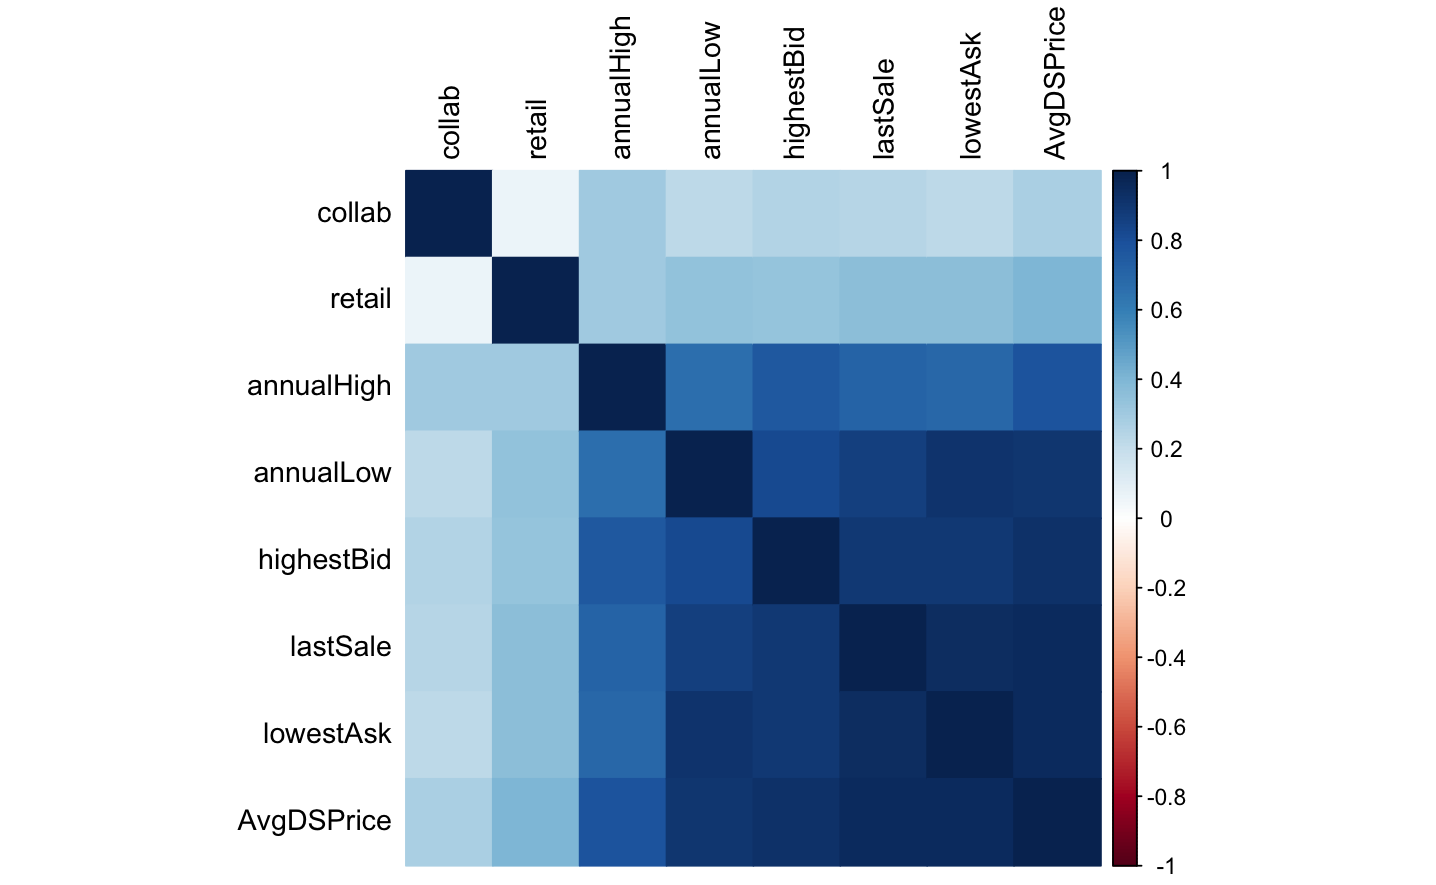 collab
retail
annualHigh
annualLow
highestBid
lastSale
lowestAsk
AvgDSPrice
collab
retail
annualHigh
annualLow
highestBid
lastSale
lowestAsk
AvgDSPrice
1
0.8
0.6
0.4
0.2
0
-0.2
-0.4
-0.6
-0.8
-1